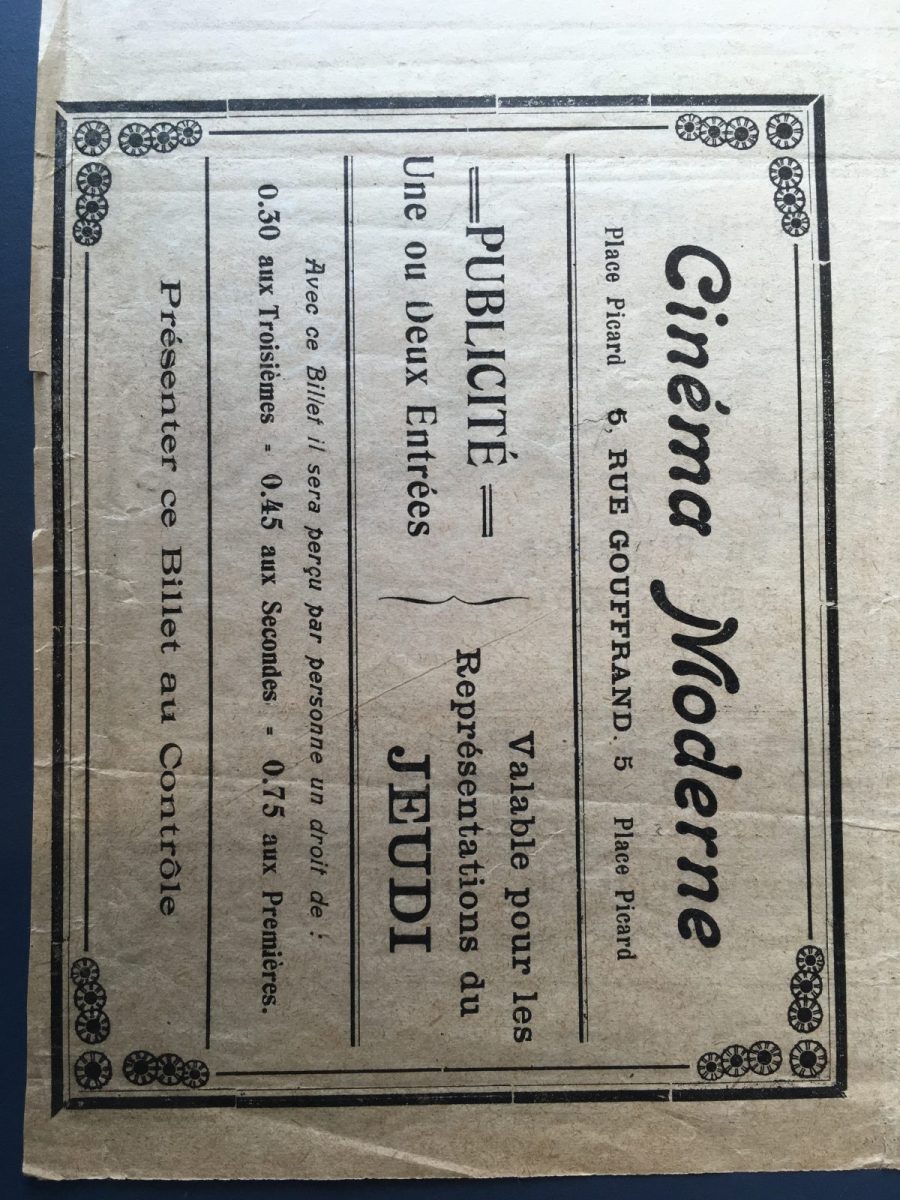 Cinéma Moderne
Place Picard 5, RUE GOUFFRAND. 5 Place Picard
PUBLICITÉ
Une ou Deux Entrées
Valable pour les
Représentations du
JEUDI
Avec ce Billet il sera perçu par personne un droit de !
0.30 aux Troisièmes = 0.45 aux Secondes = 0.75 aux Premières.
Présenter ce Billet au Contrôle